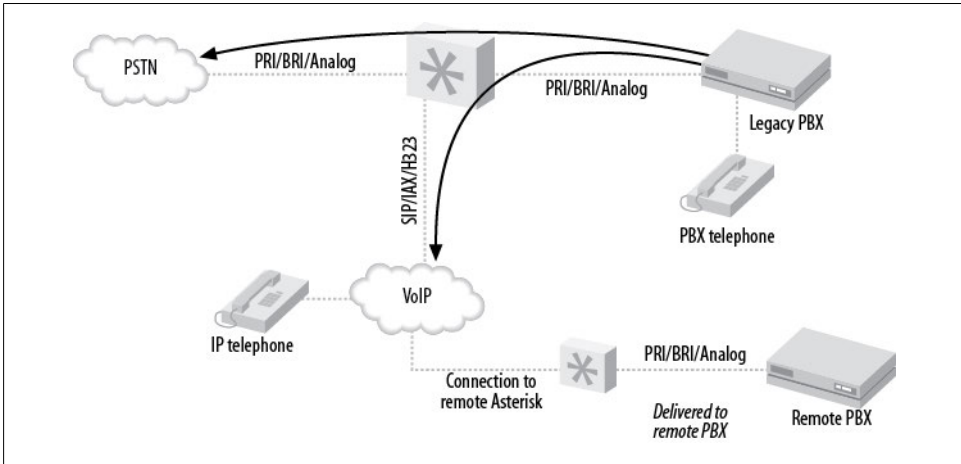 PSTN
PRI/BRI/Analog
PRI/BRI/Analog
Legacy PBX
SIP/IAX/H323
PBX telephone
VoIP
IP telephone
PRI/BRI/Analog
Connection to
remote Asterisk
Delivered to
remote PBX
Remote PBX